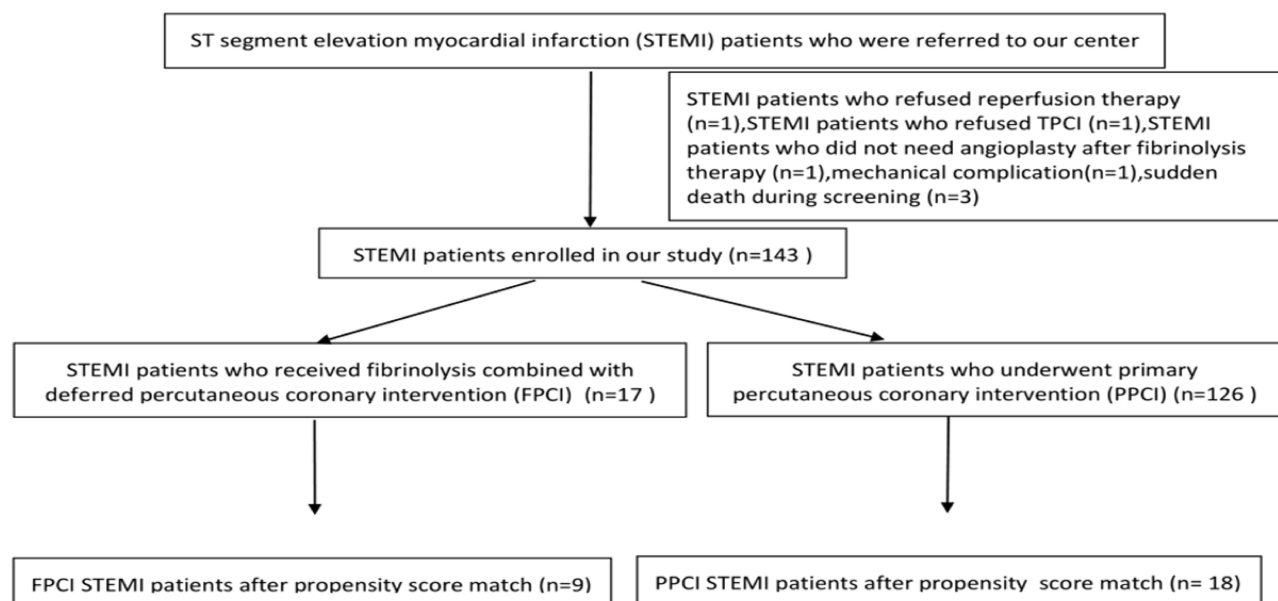 ST segment elevation myocardial infarction (STEMI) patients who were referred to our center
STEMI patients who refused reperfusion therapy
(n=1),STEMI patients who refused TPCI (n=1),STEMI
patients who did not need angioplasty after fibrinolysis
therapy (n=1),mechanical complication(n=1),sudden
death during screening (n=3)
STEMI patients enrolled in our study (n=143 )
STEMI patients who received fibrinolysis combined with
deferred percutaneous coronary intervention (FPCI) (n=17 )
STEMI patients who underwent primary
percutaneous coronary intervention (PPCI) (n=126 )
FPCI STEMI patients after propensity score match (n=9)
PPCI STEMI patients after propensity score match (n= 18)